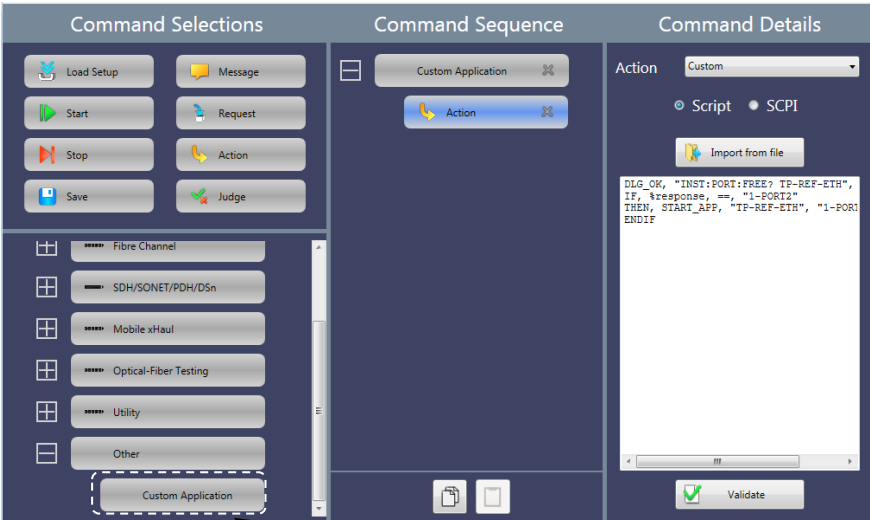 Command Selections
Load Setup
Message
Start
Request
Stop
Action
Save
Judge
Fibre Channel
SDH/SONET/PDH/DSn
Mobile xHaul
Optical-Fiber Testing
Utility
Other
Custom Application
Command Sequence
Custom Application
Action
Command Details
Action Custom
Script SCPI
Import from file
DLG_OK, "INST:PORT:FREE? TP-REF-ETH",
IF, %response, ==, "1-PORT2"
THEN, START_APP, "TP-REF-ETH", "1-PORT
ENDIF
Validate